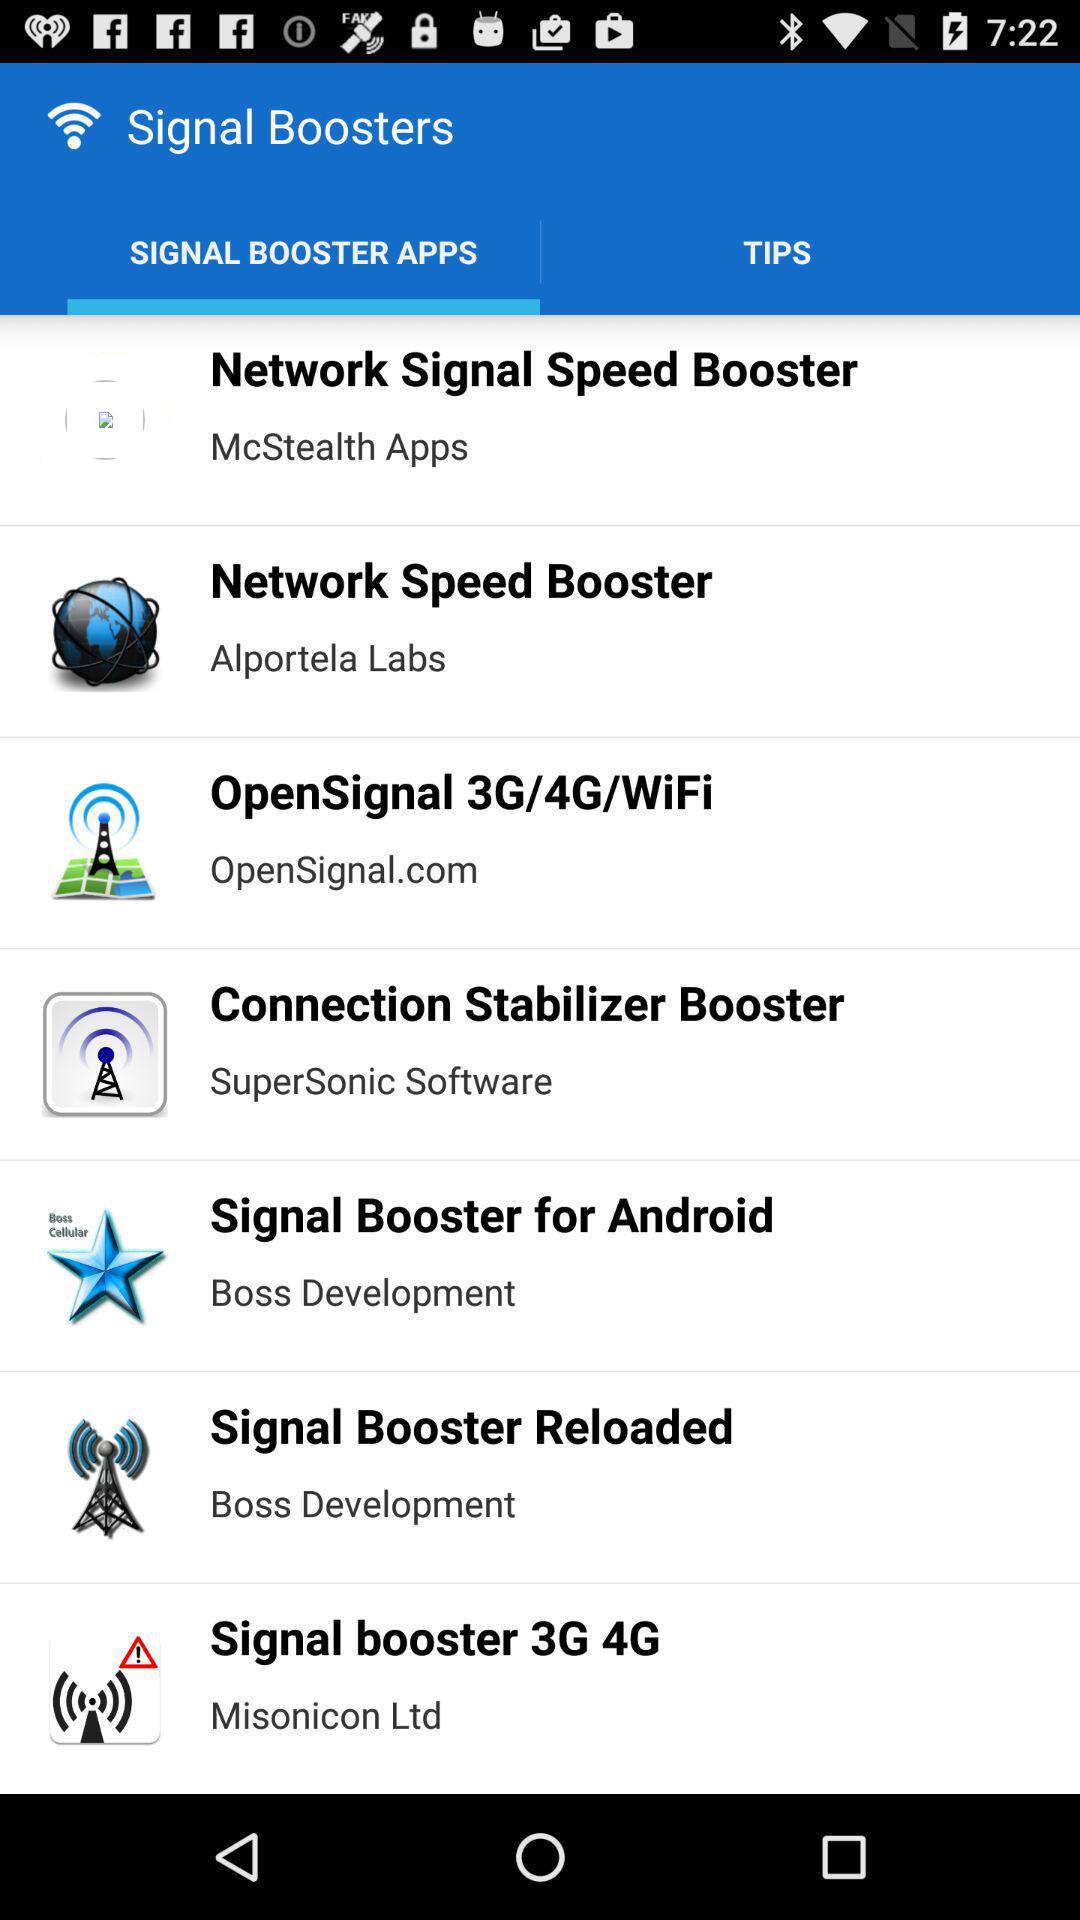 FAKE
7:22
Signal Boosters
SIGNAL BOOSTER APPS
TIPS
Network Signal Speed Booster
McStealth Apps
Network Speed Booster
Alportela Labs
OpenSignal 3G/4G/WiFi
OpenSignal.com
Connection Stabilizer Booster
SuperSonic Software
Boss
Cellular
Signal Booster for Android
Boss Development
Signal Booster Reloaded
Boss Development
Signal booster 3G 4G
Misonicon Ltd